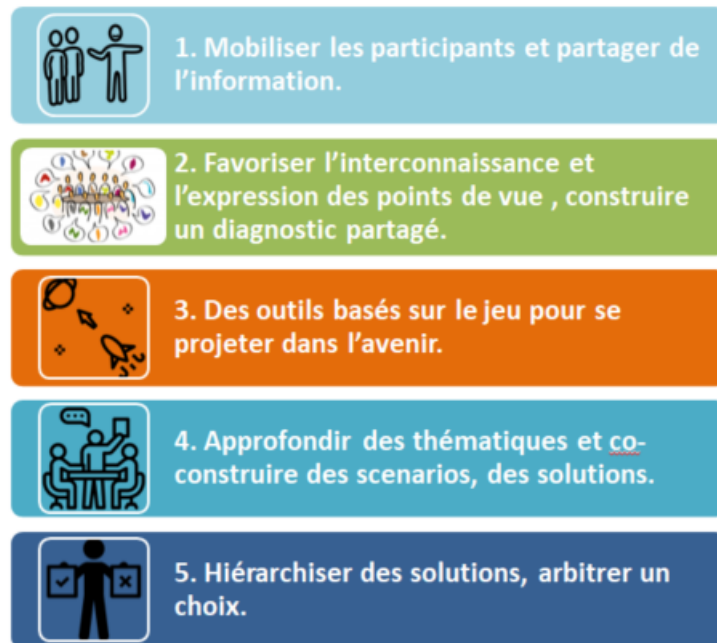 1. Mobiliser les participants et partager de
l’information.
2. Favoriser l’interconnaissance et
l’expression des points de vue , construire
un diagnostic partagé.
3. Des outils basés sur le jeu pour se
projeter dans l’avenir.
4. Approfondir des thématiques et co-
construire des scenarios, des solutions.
5. Hiérarchiser des solutions, arbitrer un
choix.